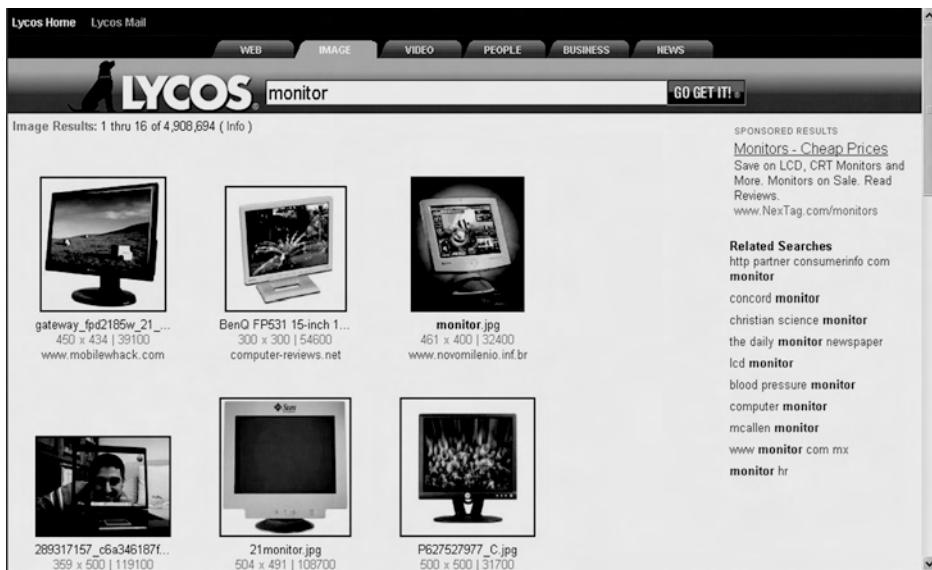 Lycos Home Lycos Mail
WEB IMAGE VIDEO PEOPLE BUSINESS NEWS
LYCOS® monitor GO GET IT!
Image Results: 1 thru 16 of 4,908,694 ( Info )
gateway_fpd2185w_21_...
450 x 434 | 39100
www.mobilewhack.com
BenQ FP531 15-inch 1...
300 x 300 | 54600
computer-reviews.net
monitor.jpg
461 x 400 | 32400
www.novomilenio.inf.br
Sun
289317157_c6a346187f...
359 x 500 | 119100
21monitor.jpg
504 x 491 | 108700
P627527977_C.jpg
500 x 500 | 31700
SPONSORED RESULTS
Monitors - Cheap Prices
Save on LCD, CRT Monitors and
More. Monitors on Sale. Read
Reviews.
www.NexTag.com/monitors
Related Searches
http partner consumerinfo com
monitor
concord monitor
christian science monitor
the daily monitor newspaper
lcd monitor
blood pressure monitor
computer monitor
mcallen monitor
www monitor com mx
monitor hr